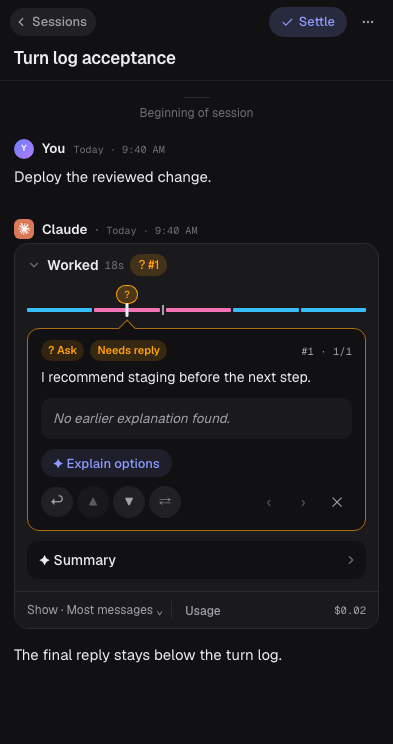 Sessions
Settle
Turn log acceptance
Beginning of session
Y You Today · 9:40 AM
Deploy the reviewed change.
Claude · Today · 9:40 AM
Worked 18s ? #1
?
? Ask Needs reply #1 · 1/1
I recommend staging before the next step.
No earlier explanation found.
Explain options
Summary
Show · Most messages Usage $0.02
The final reply stays below the turn log.